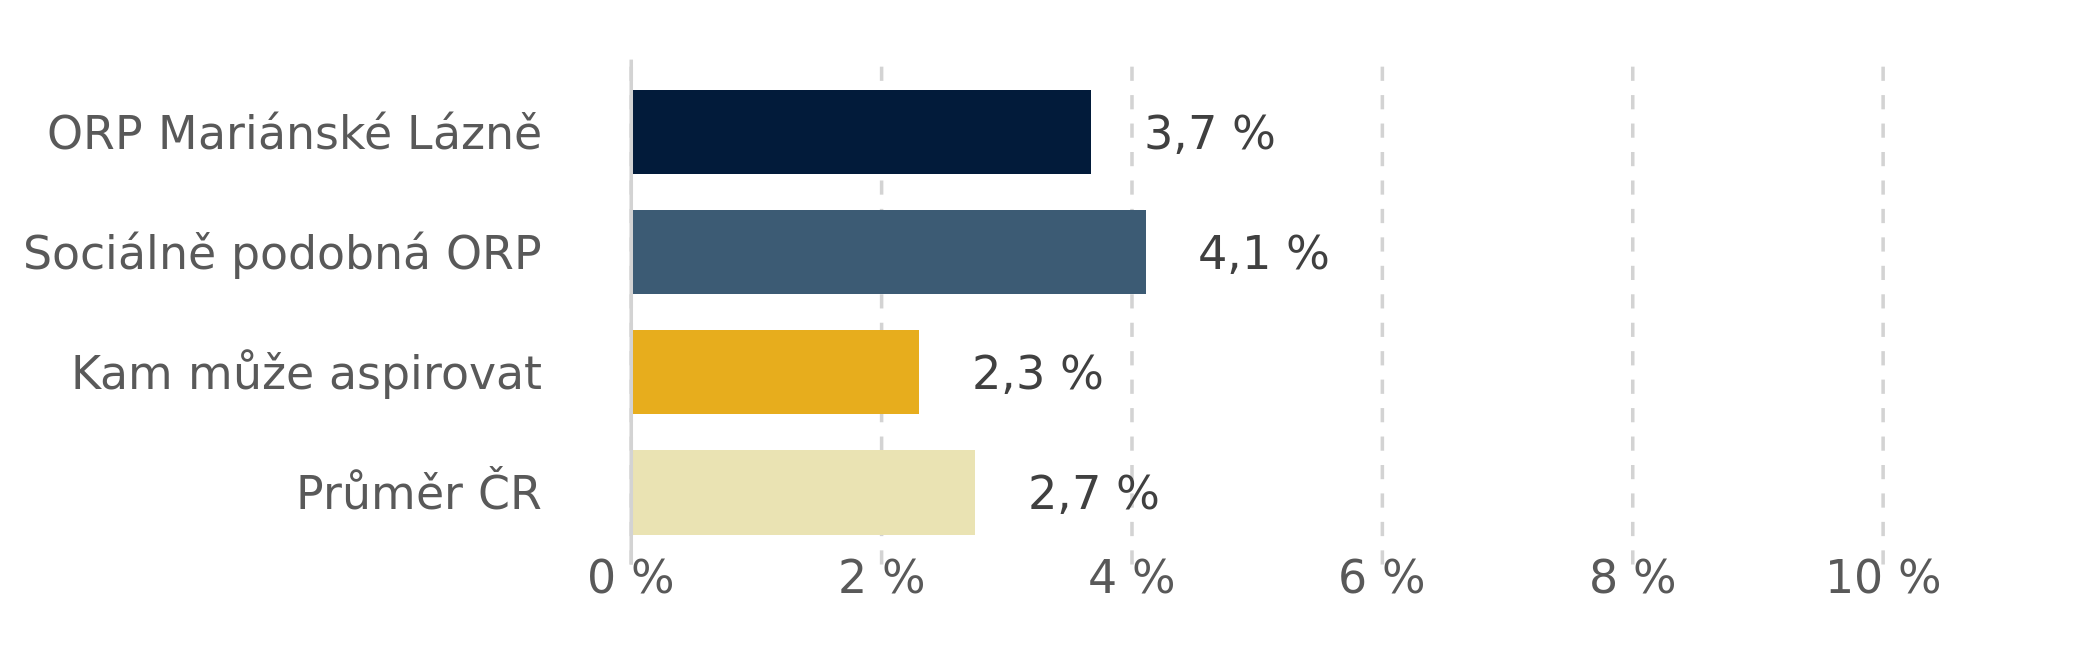 ORP Mariánské Lázně 3,7 %
Sociálně podobná ORP 4,1 %
Kam může aspirovat 2,3 %
Průměr ČR 2,7 %
0 % 2 % 4 % 6 % 8 % 10 %